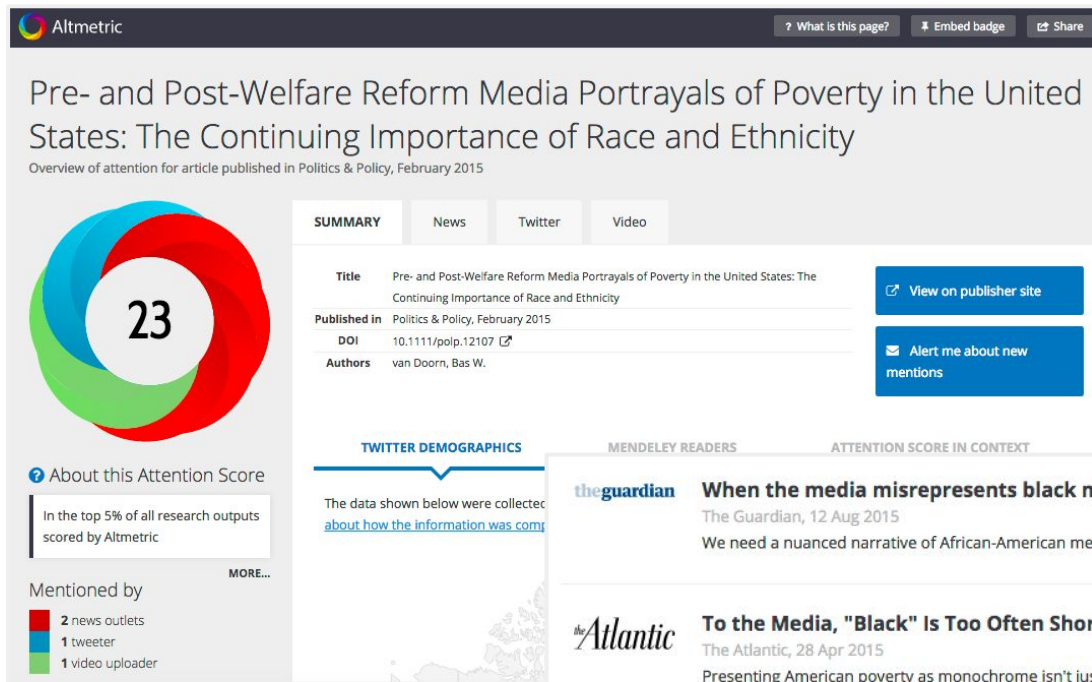 Altmetric
? What is this page?
Embed badge
Share
Pre- and Post-Welfare Reform Media Portrayals of Poverty in the United
States: The Continuing Importance of Race and Ethnicity
Overview of attention for article published in Politics & Policy, February 2015
23
? About this Attention Score
In the top 5% of all research outputs
scored by Altmetric
MORE...
Mentioned by
2 news outlets
1 tweeter
1 video uploader
SUMMARY News Twitter Video
Title Pre- and Post-Welfare Reform Media Portrayals of Poverty in the United States: The
Continuing Importance of Race and Ethnicity
Published in Politics & Policy, February 2015
DOI 10.1111/polp.12107
Authors van Doorn, Bas W.
View on publisher site
Alert me about new
mentions
TWITTER DEMOGRAPHICS MENDELEY READERS ATTENTION SCORE IN CONTEXT
The data shown below were collected
about how the information was
theguardian
When the media misrepresents black
The Guardian, 12 Aug 2015
We need a nuanced narrative of African-American
the Atlantic
To the Media, "Black" Is Too Often
The Atlantic, 28 Apr 2015
Presenting American poverty as monochrome isn't